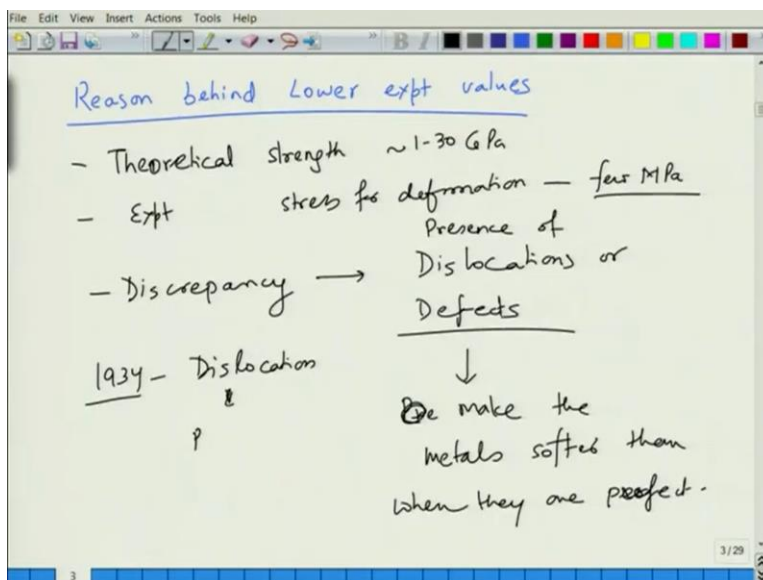 File Edit View Insert Actions Tools Help
Reason behind Lower expt values
- Theoretical strength ~1-30 GPa
- Expt stress for deformation - few MPa
Presence of
- Discrepancy → Dislocations or
Defects
↓
1934 - Dislocation
P
make the
metals softer than
when they are perfect.
3/29
3